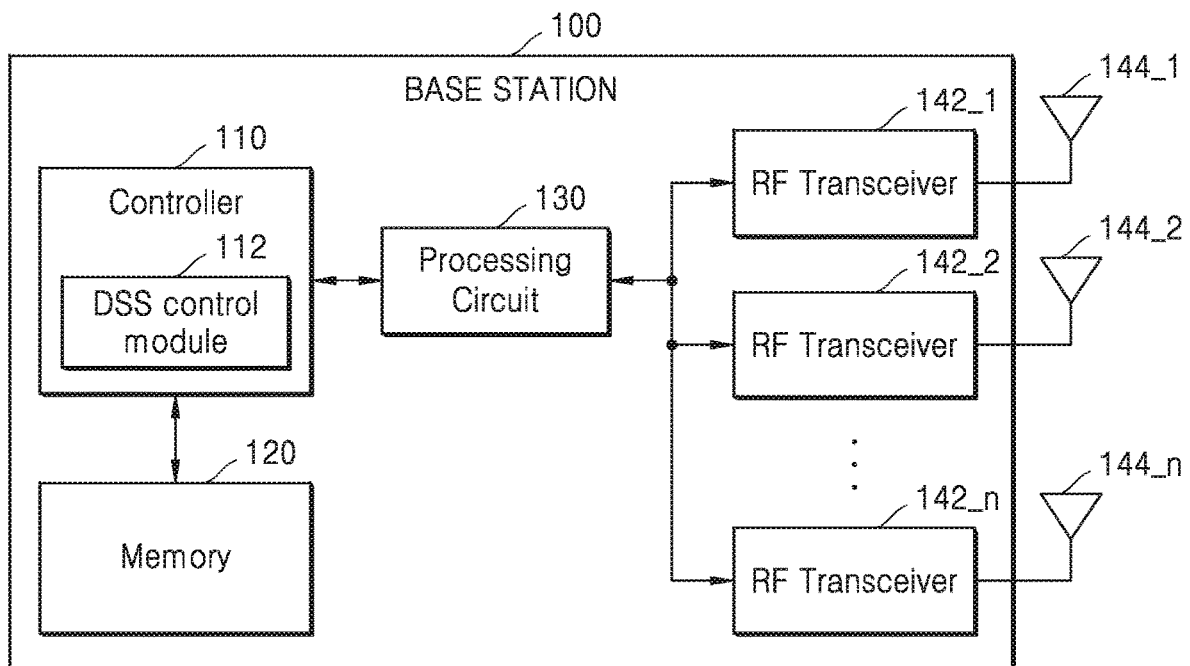 100
BASE STATION
144_1
142_1
110
RF Transceiver
Controller
130
144_2
112
Processing
Circuit
142_2
DSS control
module
RF Transceiver
120
144_n
142_n
Memory
RF Transceiver